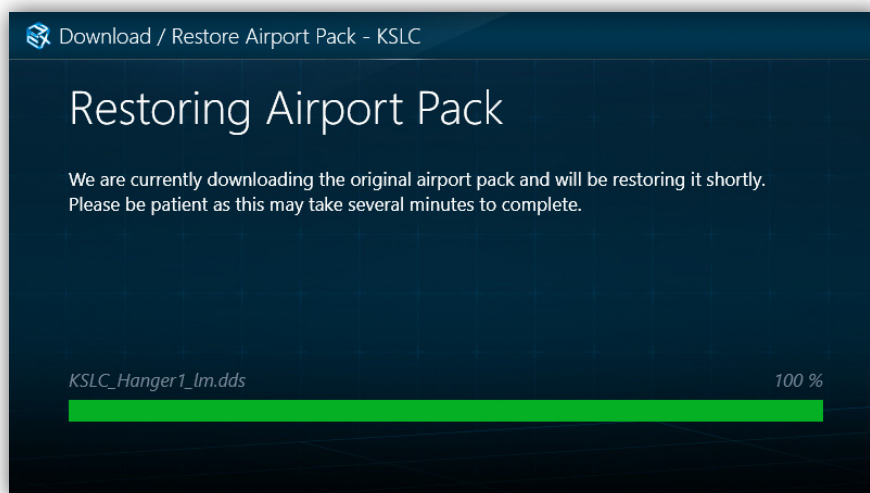 Download / Restore Airport Pack - KSLC
Restoring Airport Pack
We are currently downloading the original airport pack and will be restoring it shortly.
Please be patient as this may take several minutes to complete.
KSLC_Hanger1_lm.dds 100 %